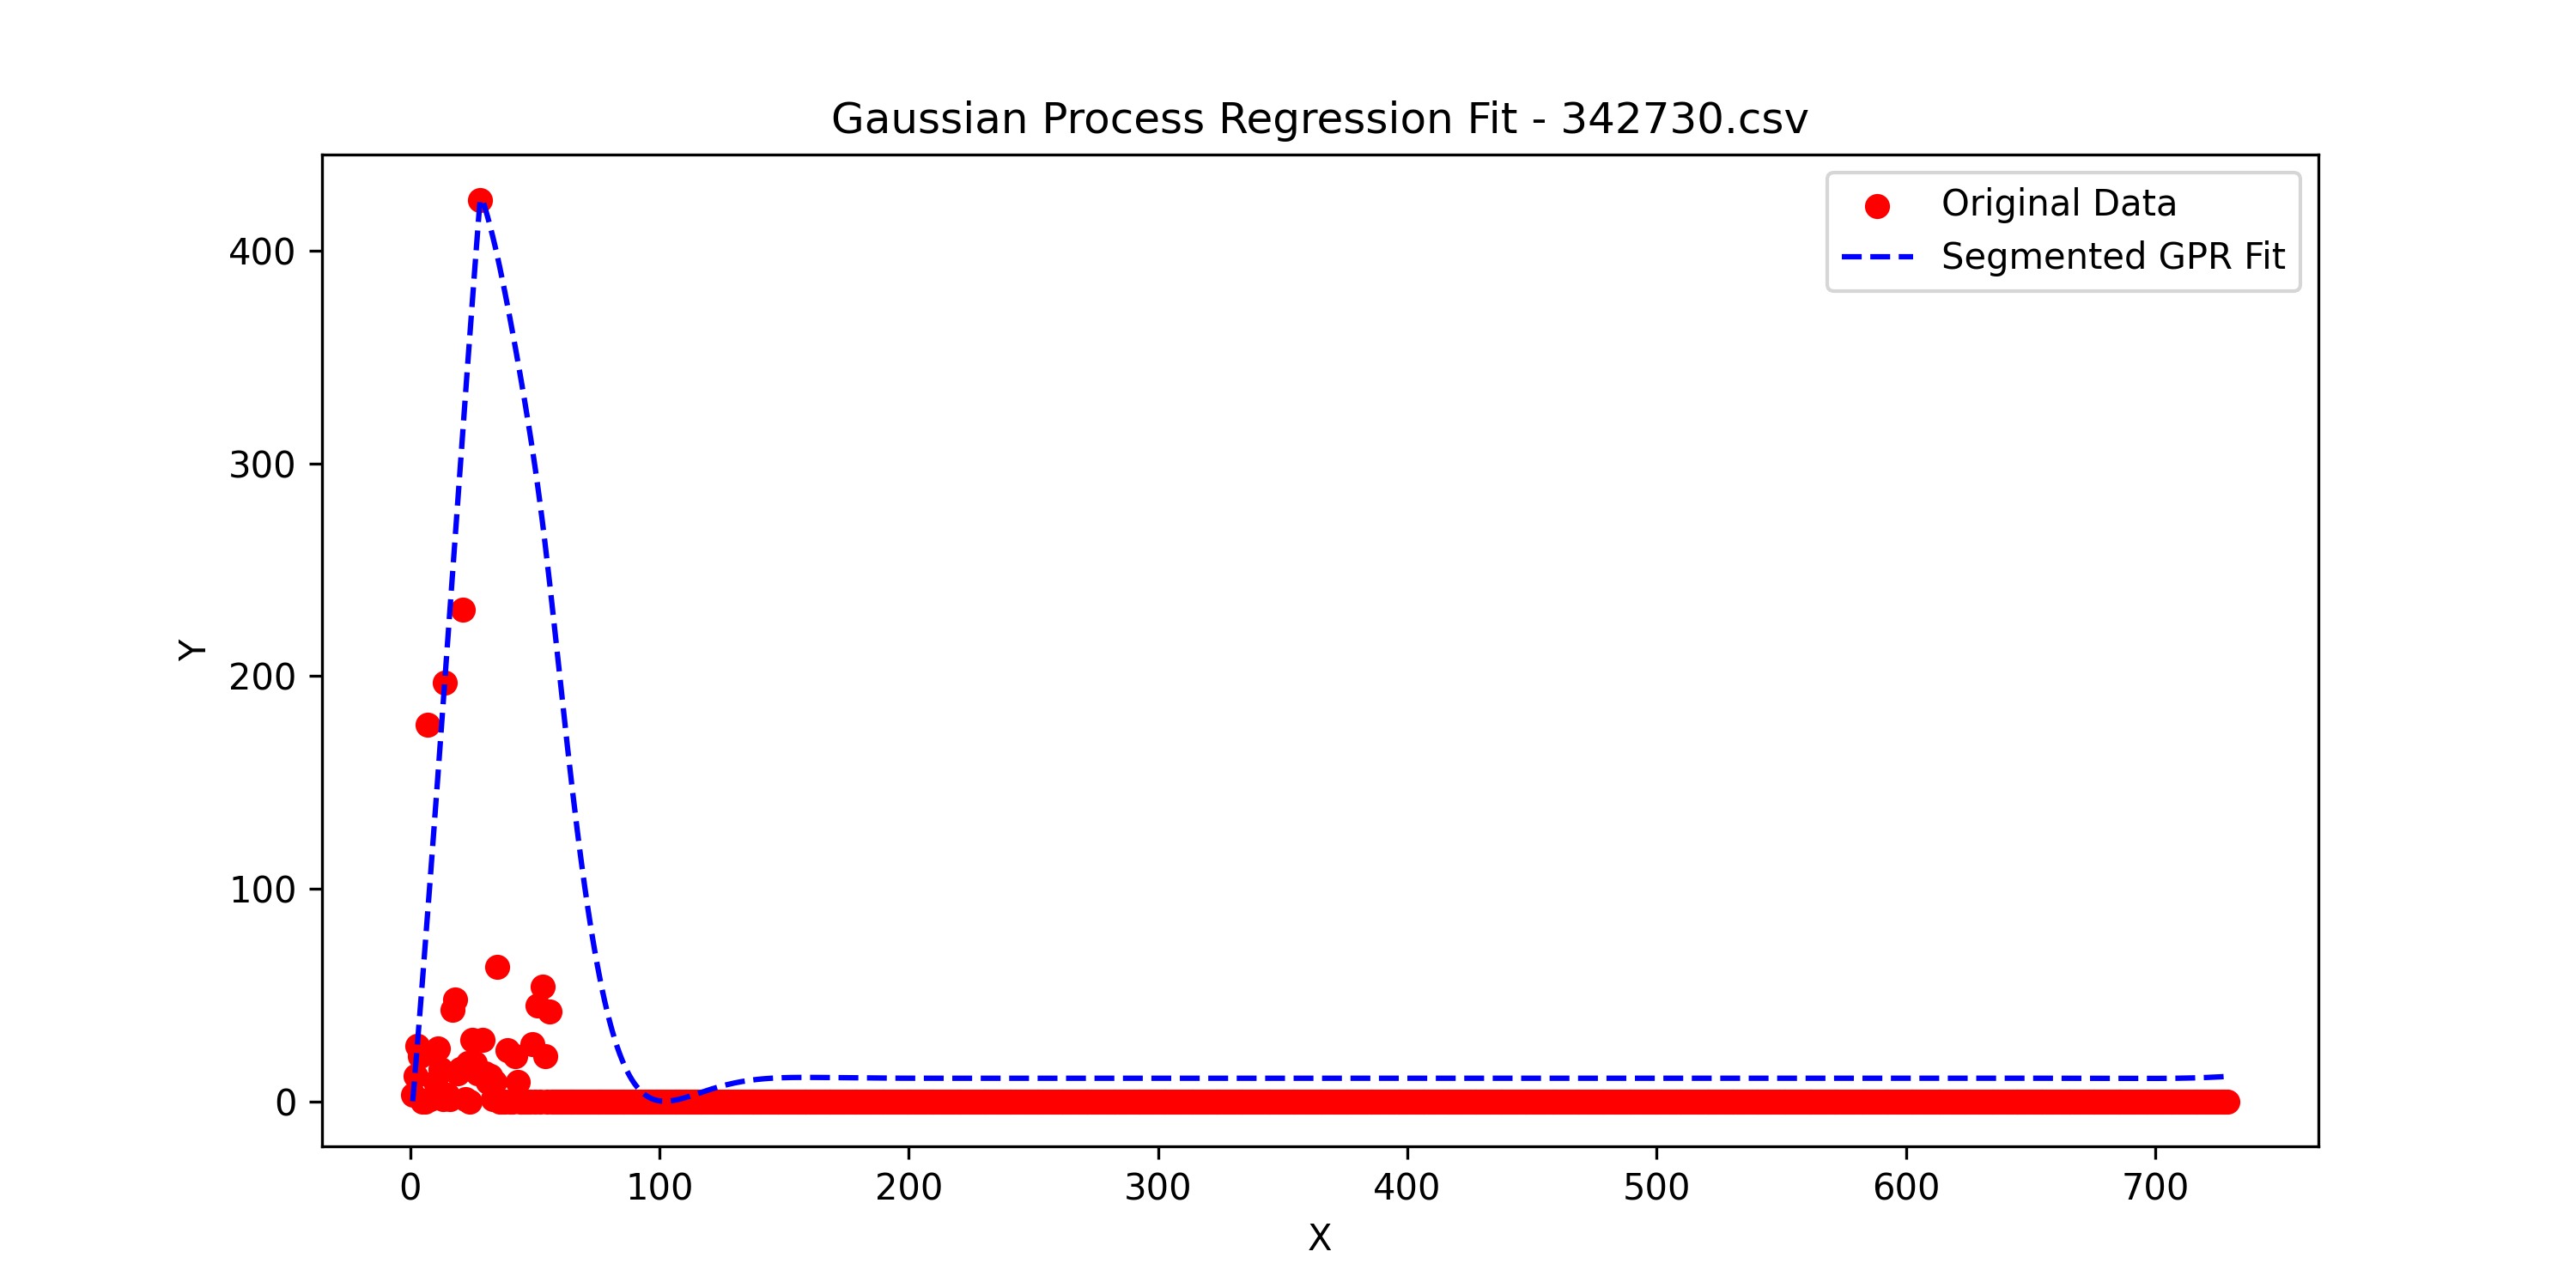 Gaussian Process Regression Fit - 342730.csv
Original Data
Segmented GPR Fit
400
300
200
100
0
Y
0 100 200 300 400 500 600 700
X